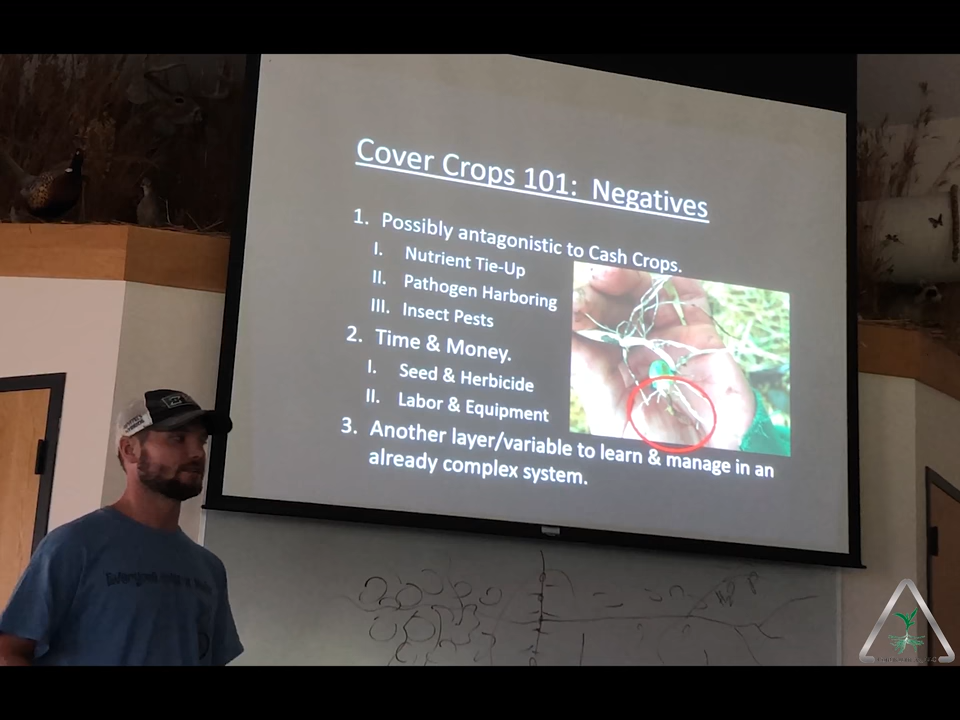 Cover Crops 101: Negatives
1. Possibly antagonistic to Cash Crops.
I. Nutrient Tie-Up
II. Pathogen Harboring
III. Insect Pests
2. Time & Money.
I. Seed & Herbicide
II. Labor & Equipment
3. Another layer/variable to learn & manage in an
already complex system.